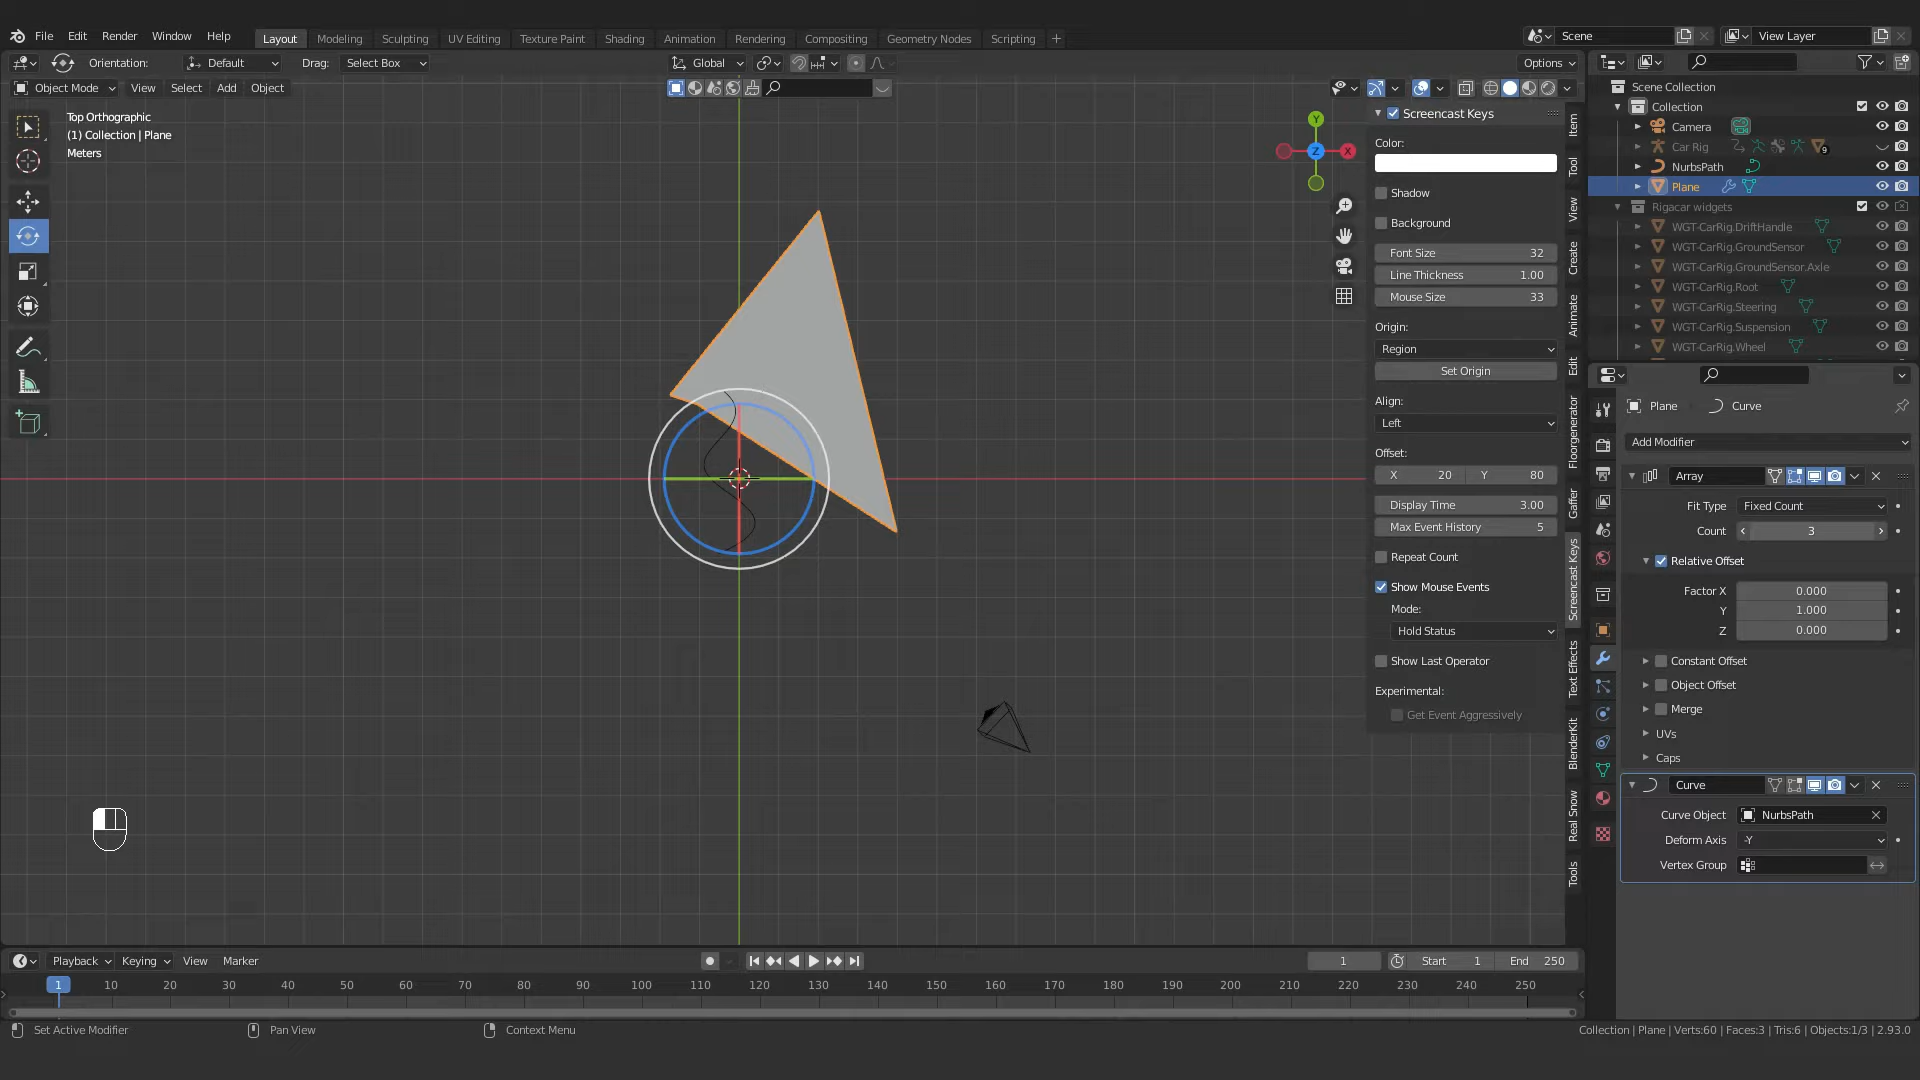 File Edit Render Window Help Layout Modeling Sculpting UV Editing Texture Paint Shading Animation Rendering Compositing Geometry Nodes Scripting + Scene View Layer
Orientation: Default Drag: Select Box Global Options
Object Mode View Select Add Object
Top Orthographic
(1) Collection | Plane
Meters
Y
X
Z
Screencast Keys
Color:
Shadow
Background
Font Size 32
Line Thickness 1.00
Mouse Size 33
Origin:
Region
Set Origin
Align:
Left
Offset:
X 20 Y 80
Display Time 3.00
Max Event History 5
Repeat Count
Show Mouse Events
Mode:
Hold Status
Show Last Operator
Experimental:
Get Event Aggressively
Item
Tool
View
Create
Animate
Edit
Floorgenerator
Gaffer
Screencast Keys
Text Effects
BlenderKit
Real Snow
Tools
Scene Collection
Collection
Camera
Car Rig 9
NurbsPath
Plane
Rigacar widgets
WGT-CarRig.DriftHandle
WGT-CarRig.GroundSensor
WGT-CarRig.GroundSensor.Axle
WGT-CarRig.Root
WGT-CarRig.Steering
WGT-CarRig.Suspension
WGT-CarRig.Wheel
Plane Curve
Add Modifier
Array
Fit Type Fixed Count
Count 3
Relative Offset
Factor X 0.000
Y 1.000
Z 0.000
Constant Offset
Object Offset
Merge
UVs
Caps
Curve
Curve Object NurbsPath
Deform Axis -Y
Vertex Group
Playback Keying View Marker 1 Start 1 End 250
1 10 20 30 40 50 60 70 80 90 100 110 120 130 140 150 160 170 180 190 200 210 220 230 240 250
Set Active Modifier Pan View Context Menu Collection | Plane | Verts:60 | Faces:3 | Tris:6 | Objects:1/3 | 2.93.0